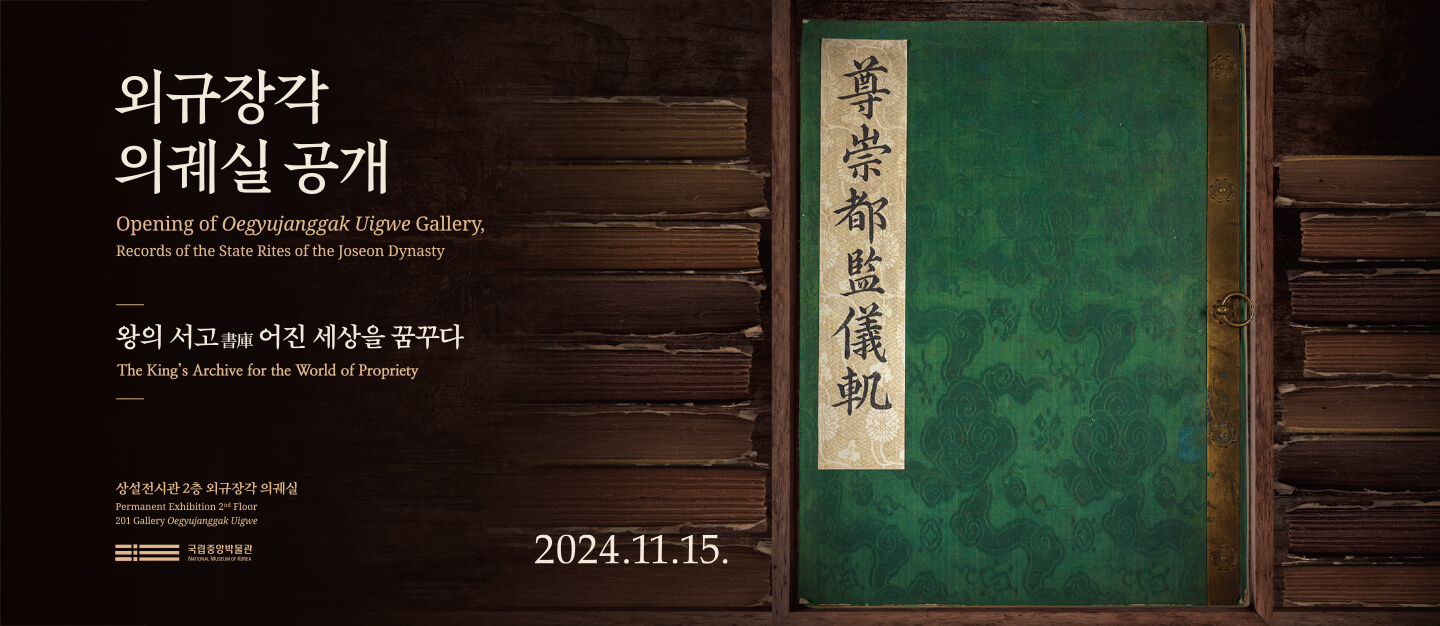 외규장각
의궤실 공개
Opening of Oegyujanggak Uigwe Gallery,
Records of the State Rites of the Joseon Dynasty
왕의 서고書庫 어진 세상을 꿈꾸다
The King's Archive for the World of Propriety
상설전시관 2층 외규장각 의궤실
Permanent Exhibition 2nd Floor
201 Gallery Oegyujanggak Uigwe
국립중앙박물관
NATIONAL MUSEUM OF KOREA
2024.11.15.
尊崇都監儀軌